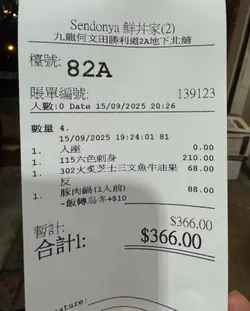 Sendonya 鮮丼家(2)
九龍何文田勝利道2A地下北舖
檯號:
82A
賬單編號: 139123
人數:0 Date 15/09/2025 20:26
數量 4.
15/09/2025 19:24:01 81
1. 人座 0.00
1. 115六色刺身 210.00
1. 302火炙芝士三文魚牛油果 68.00
反
1. 豚肉鍋(1人前) 88.00
-飯轉烏冬+$10
暫計: $366.00
合計1: $366.00